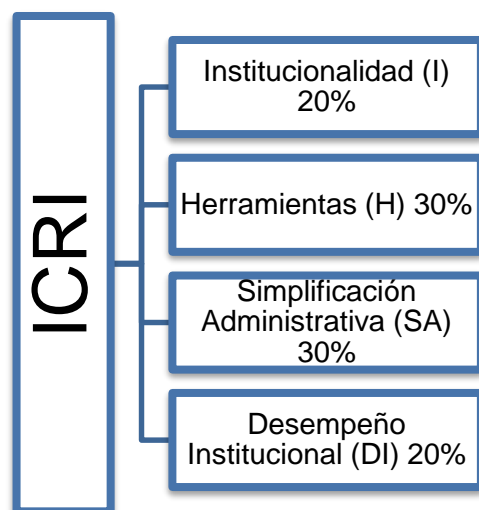 ICRI
Institucionalidad (I)
20%
Herramientas (H) 30%
Simplificación
Administrativa (SA)
30%
Desempeño
Institucional (DI) 20%